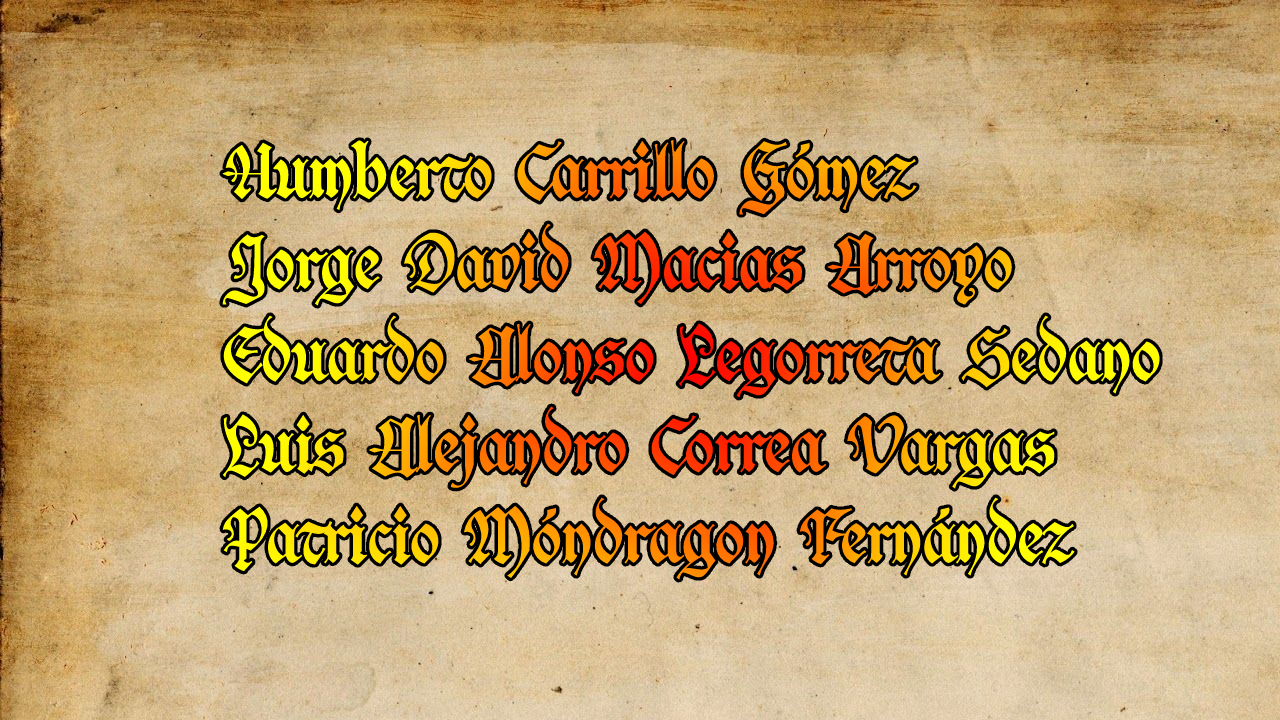 Humberto Carrillo Gómez
Jorge David Macias Arroyo
Eduardo Alonso Legorreta Sedano
Luis Alejandro Correa Vargas
Patricio Móndragon Fernández